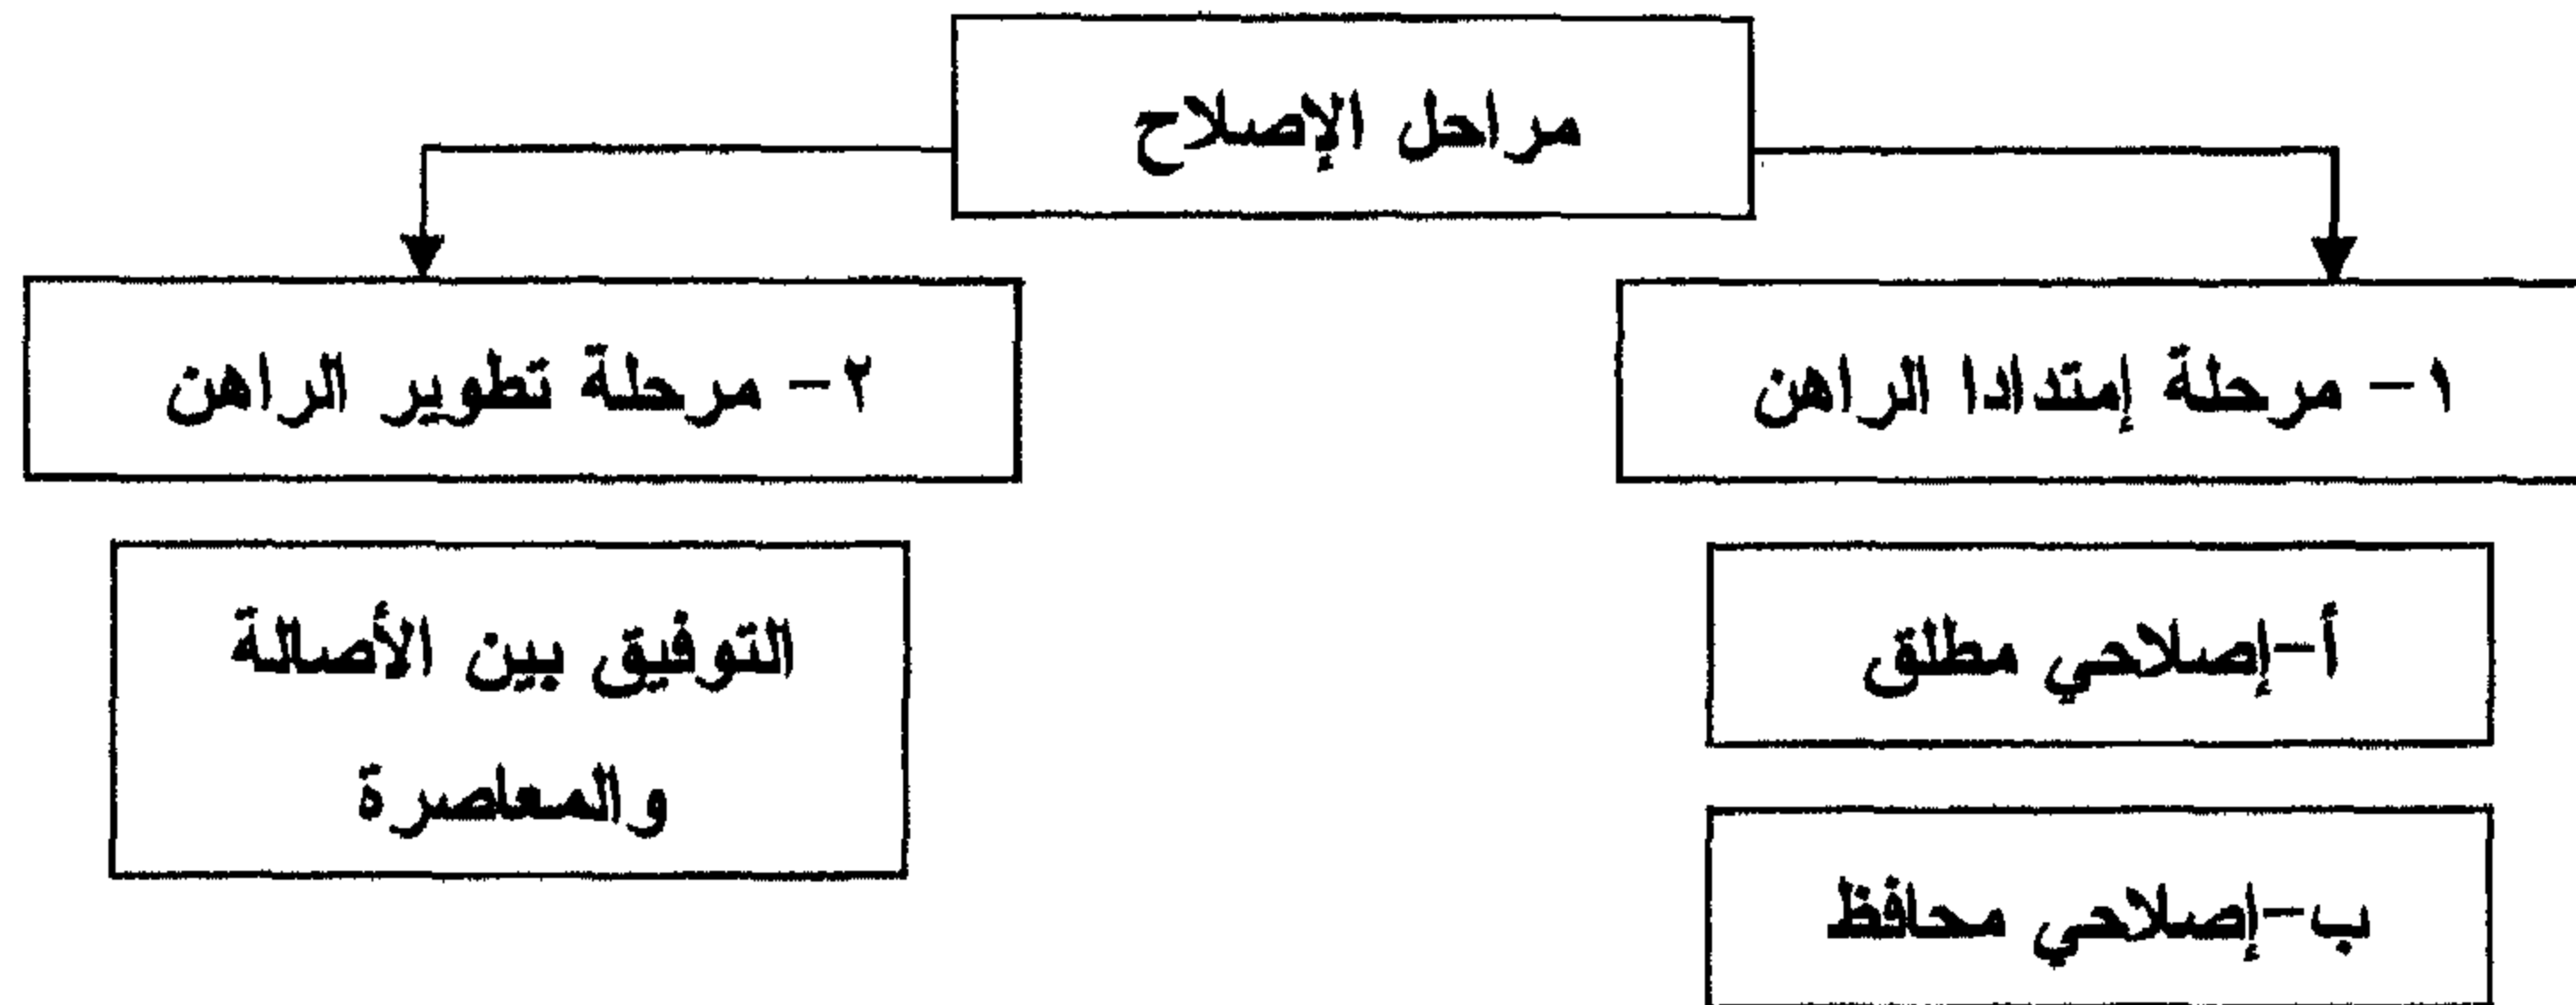 مراحل الإصلاح
١- مرحلة إمتدادا الراهن
٢- مرحلة تطوير الراهن
أ-إصلاحي مطلق
ب-إصلاحي محافظ
التوفيق بين الأصالة
والمعاصرة